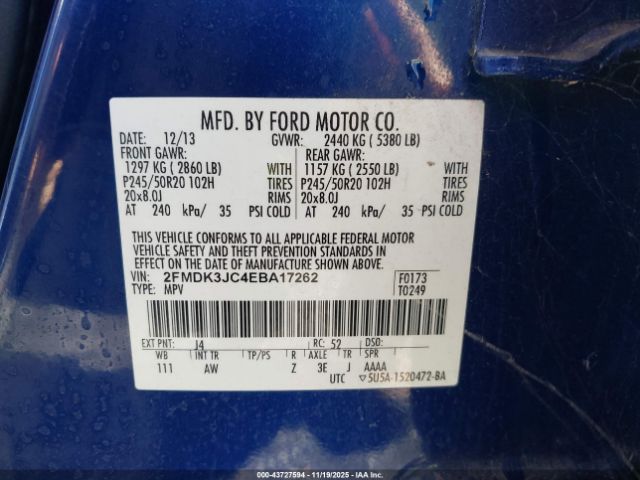 MFD. BY FORD MOTOR CO.
DATE: 12/13 GVWR: 2440 KG ( 5380 LB)
FRONT GAWR: REAR GAWR:
1297 KG ( 2860 LB) WITH 1157 KG ( 2550 LB) WITH
P245/50R20 102H TIRES P245/50R20 102H TIRES
20x8.0J RIMS 20x8.0J RIMS
AT 240 kPa/ 35 PSI COLD AT 240 kPa/ 35 PSI COLD
THIS VEHICLE CONFORMS TO ALL APPLICABLE FEDERAL MOTOR
VEHICLE SAFETY AND THEFT PREVENTION STANDARDS IN
EFFECT ON THE DATE OF MANUFACTURE SHOWN ABOVE.
VIN: 2FMDK3JC4EBA17262 F0173
TYPE: MPV T0249
EXT PNT: J4 RC: 52 DSO:
WB INT TR TP/PS R AXLE TR SPR
111 AW Z 3E J AAAA
UTC ▽5U5A-1520472-BA
© 00-43727594 - 11/19/2025 - IAAI, Inc.